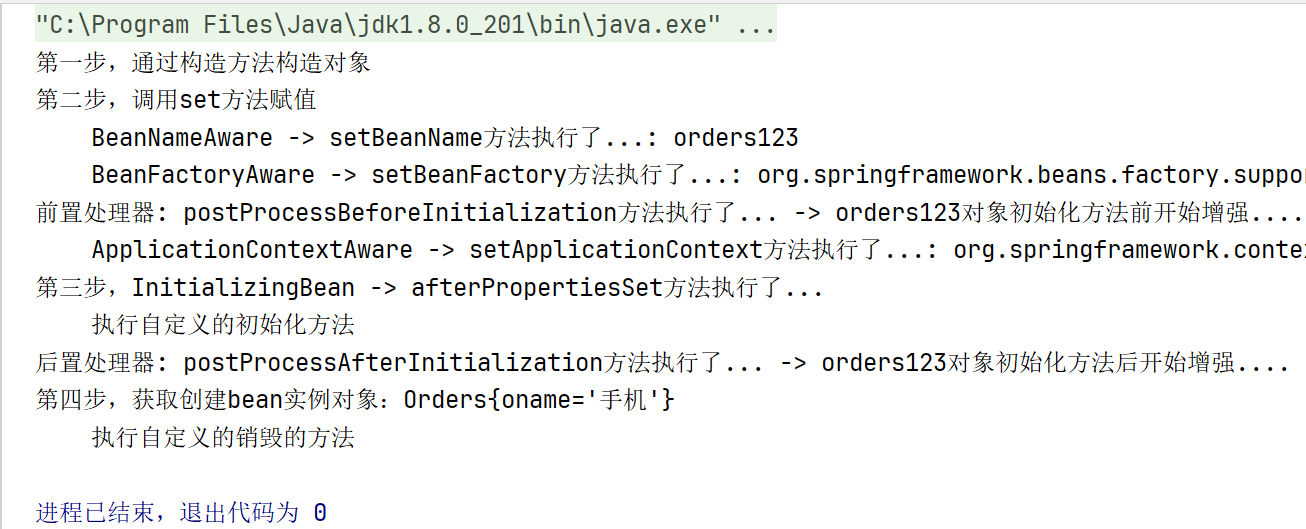 "C:\Program Files\Java\jdk1.8.0_201\bin\java.exe" ...
第一步，通过构造方法构造对象
第二步，调用set方法赋值
    BeanNameAware -> setBeanName方法执行了...: orders123
    BeanFactoryAware -> setBeanFactory方法执行了...: org.springframework.beans.factory.suppor
前置处理器: postProcessBeforeInitialization方法执行了... -> orders123对象初始化方法前开始增强....
    ApplicationContextAware -> setApplicationContext方法执行了...: org.springframework.contex
第三步，InitializingBean -> afterPropertiesSet方法执行了...
    执行自定义的初始化方法
后置处理器: postProcessAfterInitialization方法执行了... -> orders123对象初始化方法后开始增强....
第四步，获取创建bean实例对象：Orders{oname='手机'}
    执行自定义的销毁的方法
进程已结束，退出代码为 0